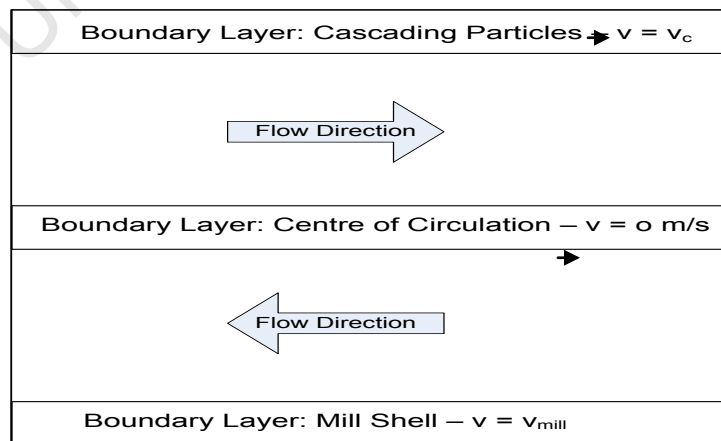 Boundary Layer: Cascading Particles – v = vc
Flow Direction
Boundary Layer: Centre of Circulation – v = o m/s
Flow Direction
Boundary Layer: Mill Shell – v = vmill